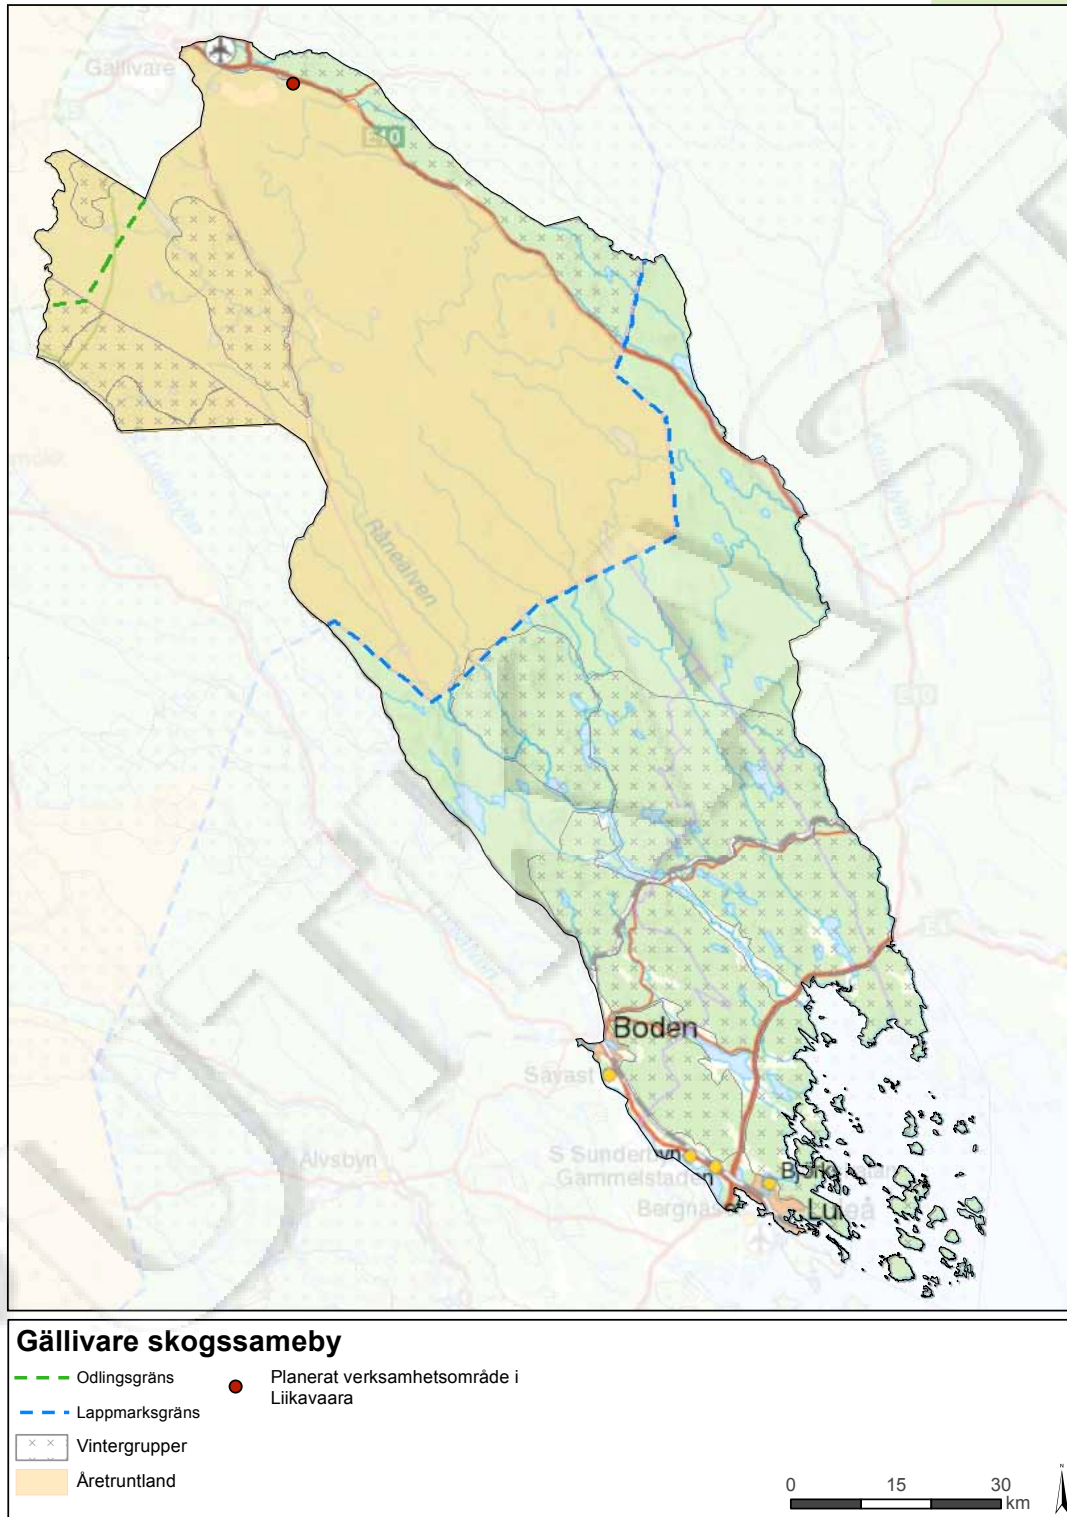 Gällivare
E10
Råneälven
E10
Boden
Sävast
S Sunderbyn
Gammelstaden
Älvsbyn
Bergnäs
Luleå
Gällivare skogssameby
Odlingsgräns
Lappmarksgräns
Vintergrupper
Åretruntland
Planerat verksamhetsområde i
Liikavaara
0 15 30
km
N